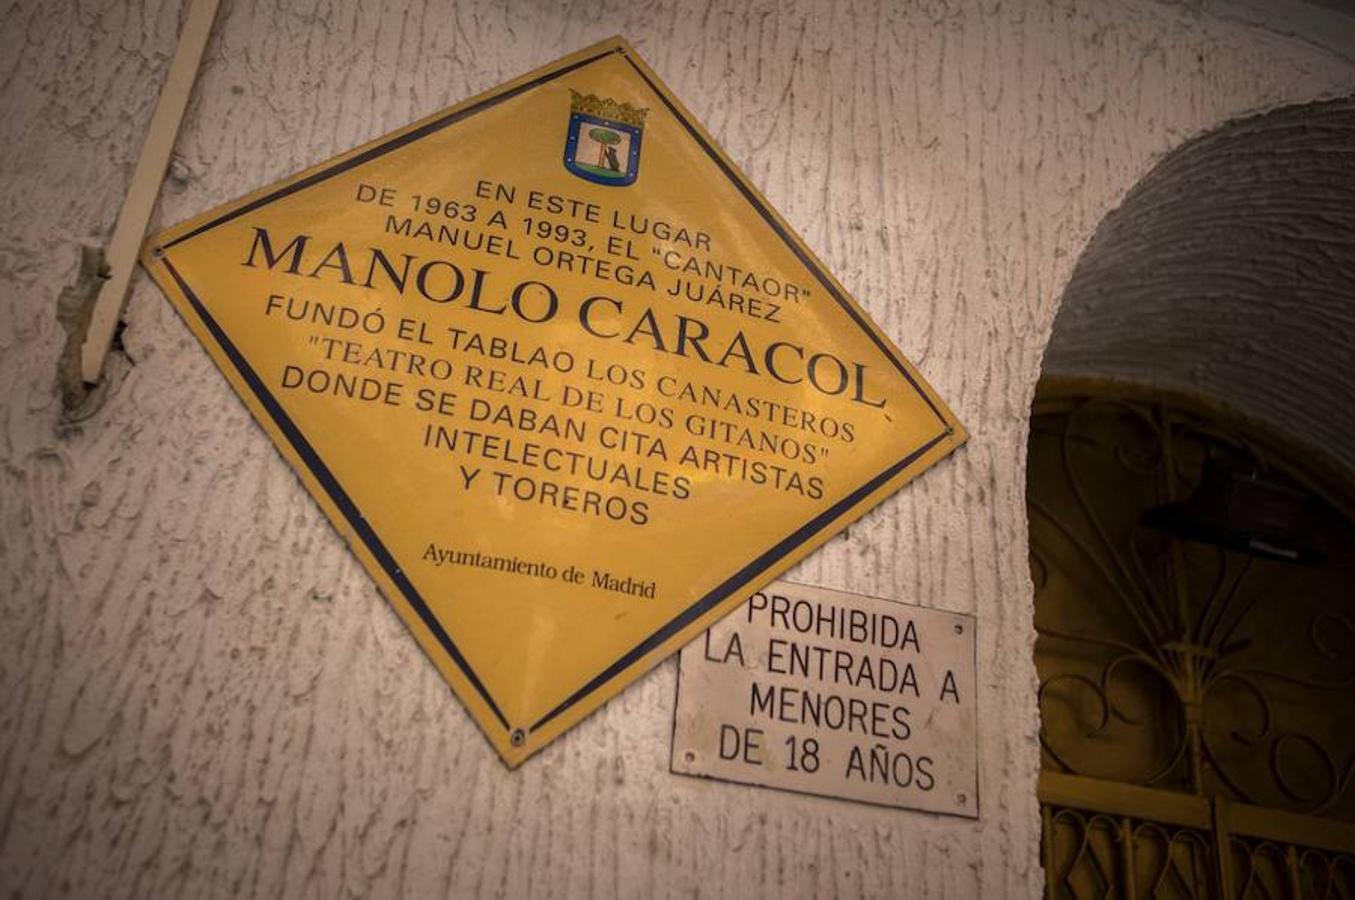 EN ESTE LUGAR
DE 1963 A 1993, EL "CANTAOR"
MANUEL ORTEGA JUÁREZ
MANOLO CARACOL
FUNDÓ EL TABLAO LOS CANASTEROS
"TEATRO REAL DE LOS GITANOS"
DONDE SE DABAN CITA ARTISTAS
INTELECTUALES
Y TOREROS
Ayuntamiento de Madrid
PROHIBIDA
LA ENTRADA A
MENORES
DE 18 AÑOS